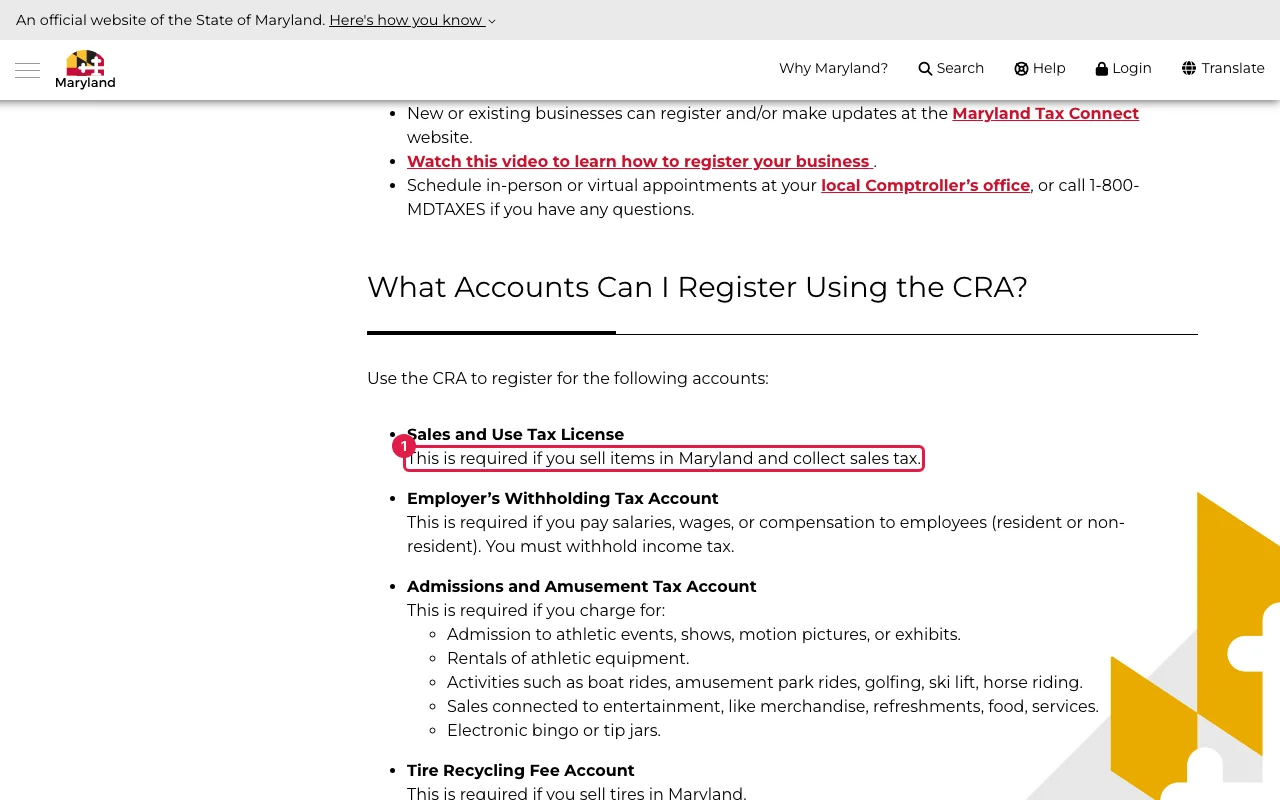 An official website of the State of Maryland. Here's how you know
Maryland
Why Maryland?
Search
Help
Login
Translate
• New or existing businesses can register and/or make updates at the Maryland Tax Connect
website.
• Watch this video to learn how to register your business .
• Schedule in-person or virtual appointments at your local Comptroller’s office, or call 1-800-
MDTAXES if you have any questions.
What Accounts Can I Register Using the CRA?
Use the CRA to register for the following accounts:
• Sales and Use Tax License
1
This is required if you sell items in Maryland and collect sales tax.
• Employer’s Withholding Tax Account
This is required if you pay salaries, wages, or compensation to employees (resident or non-
resident). You must withhold income tax.
• Admissions and Amusement Tax Account
This is required if you charge for:
◦ Admission to athletic events, shows, motion pictures, or exhibits.
◦ Rentals of athletic equipment.
◦ Activities such as boat rides, amusement park rides, golfing, ski lift, horse riding.
◦ Sales connected to entertainment, like merchandise, refreshments, food, services.
◦ Electronic bingo or tip jars.
• Tire Recycling Fee Account
This is required if you sell tires in Maryland.